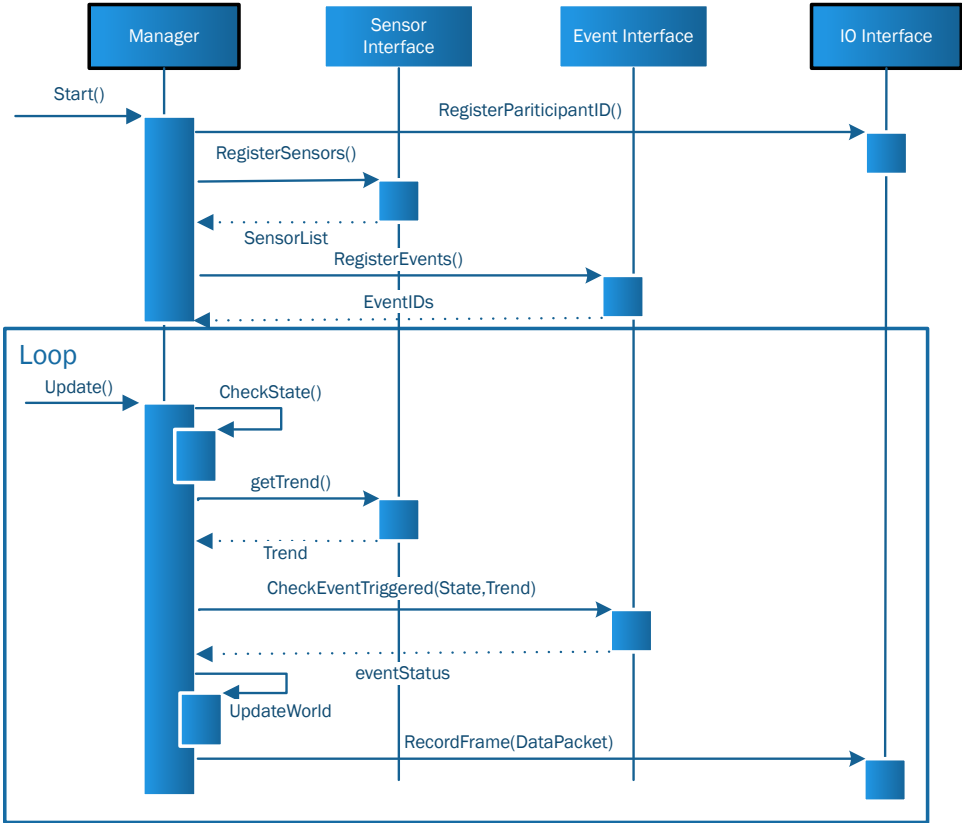 Manager
Sensor
Interface
Event Interface
IO Interface
Start()
RegisterPariticipantID()
RegisterSensors()
SensorList
RegisterEvents()
EventIDs
Loop
Update()
CheckState()
getTrend()
Trend
CheckEventTriggered(State,Trend)
eventStatus
UpdateWorld
RecordFrame(DataPacket)